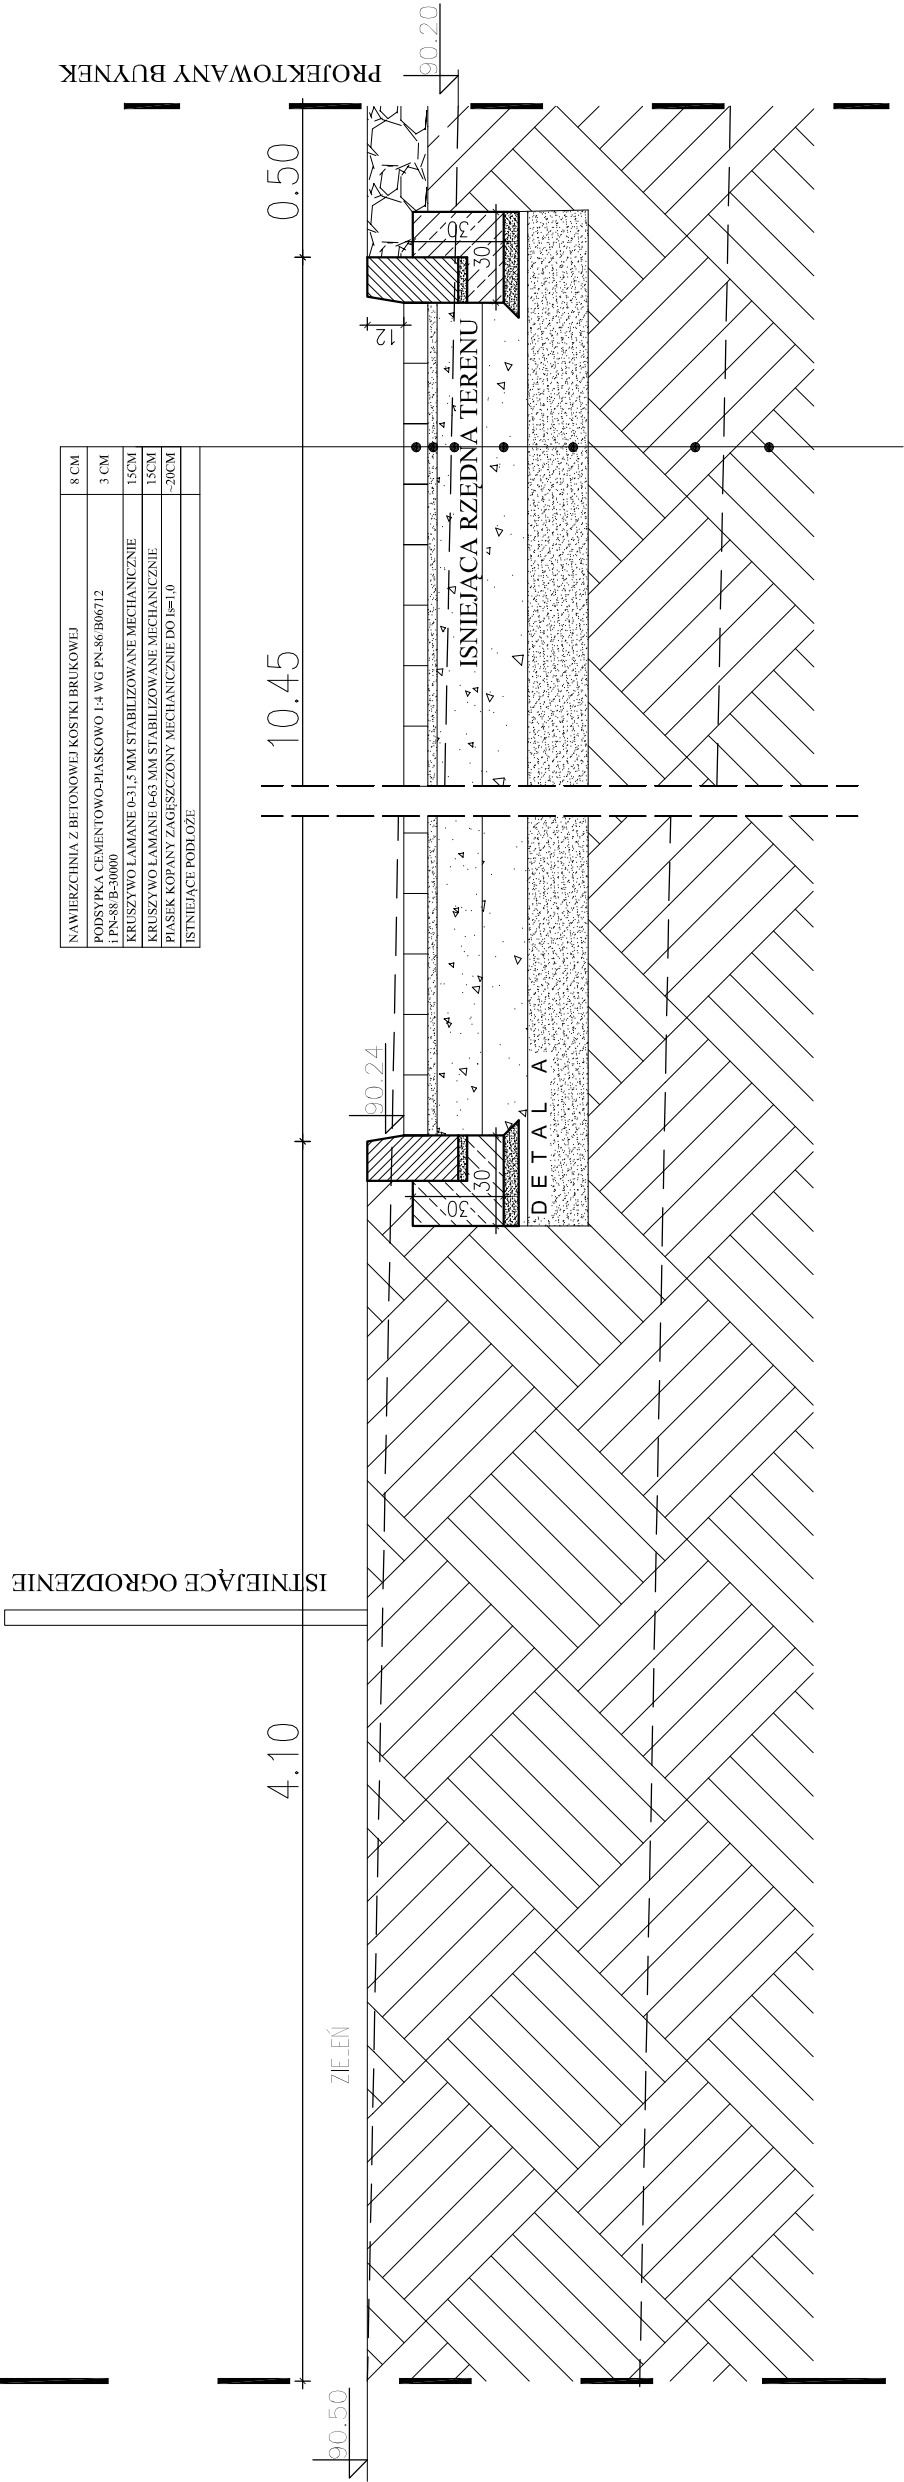 PROJEKTOWANY BUYNEK
90.20
0.50
30
30
12
NAWIERZCHNIA Z BETONOWEJ KOSTKI BRUKOWEJ 8 CM
PODSYPKA CEMENTOWO-PIASKOWO 1:4 WG PN-86/B06712 3 CM
i PN-88/B-30000
KRUSZYWO ŁAMANE 0-31,5 MM STABILIZOWANE MECHANICZNIE 15CM
KRUSZYWO ŁAMANE 0-63 MM STABILIZOWANE MECHANICZNIE 15CM
PIASEK KOPANY ZAGĘSZCZONY MECHANICZNIE DO Is=1,0 ~20CM
ISTNIEJĄCE PODŁOŻE
ISNIEJĄCA RZĘDNA TERENU
10.45
90.24
30
30
DETAL A
ISTNIEJĄCE OGRODZENIE
4.10
ZIELEŃ
90.50